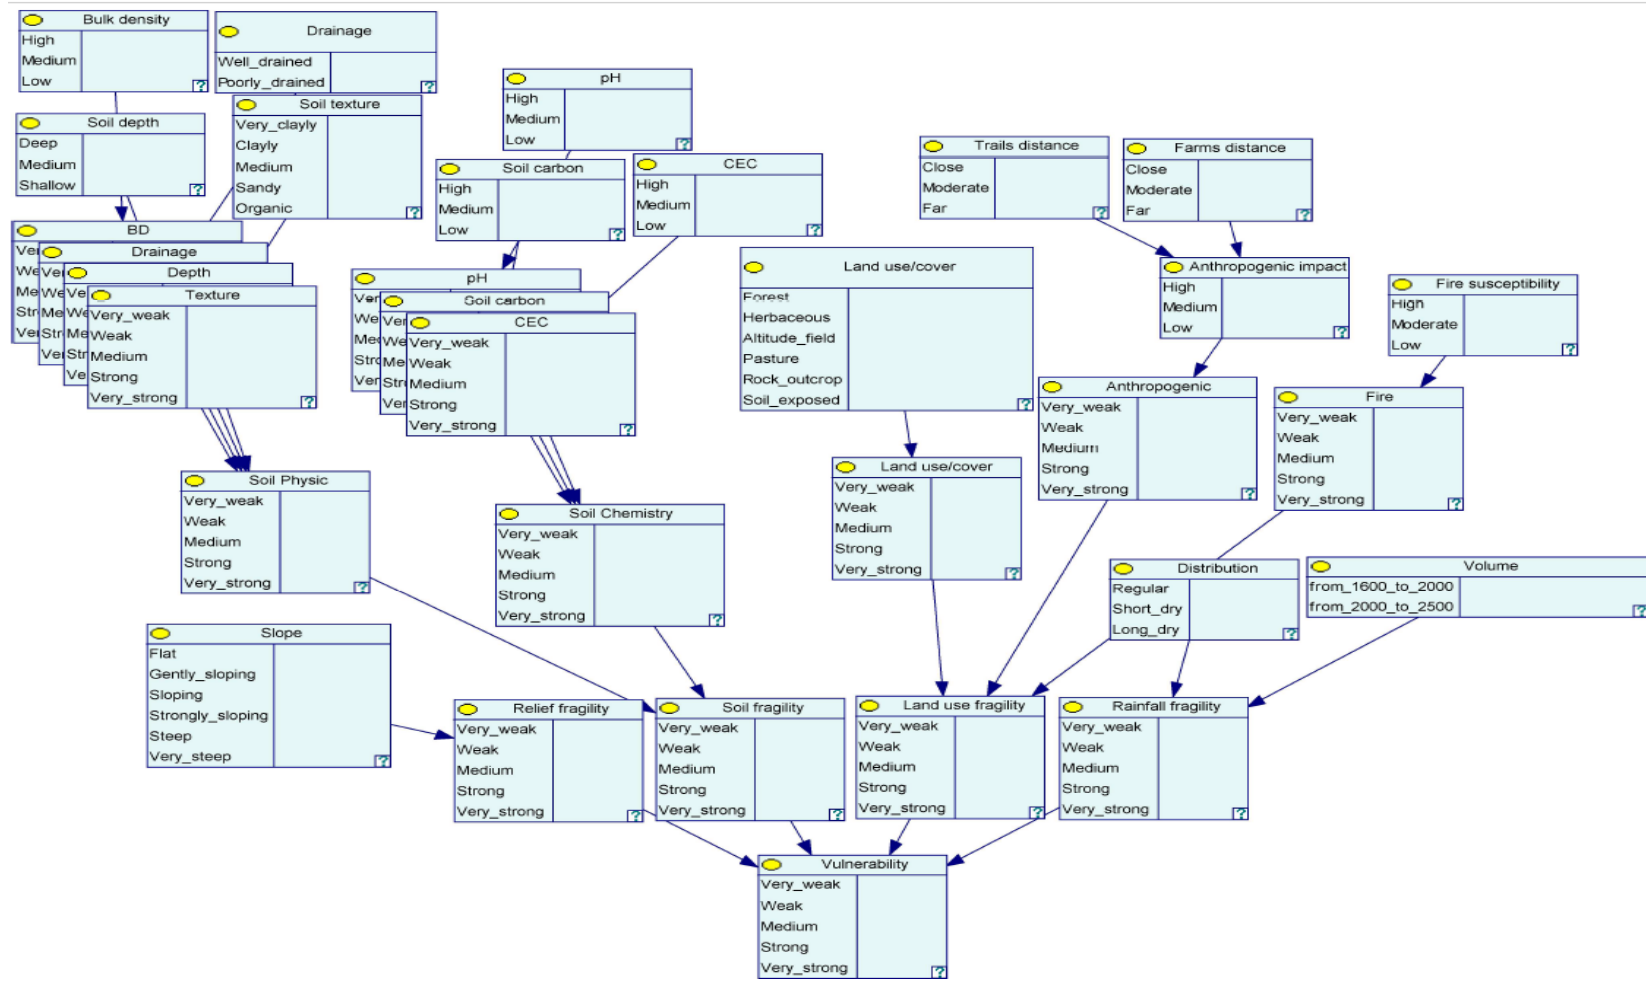 Bulk density
High
Medium
Low
?
Drainage
Well_drained
Poorly_drained
?
Soil depth
Deep
Medium
Shallow
?
Soil texture
Very_clayly
Clayly
Medium
Sandy
Organic
?
pH
High
Medium
Low
?
Soil carbon
High
Medium
Low
?
CEC
High
Medium
Low
?
Trails distance
Close
Moderate
Far
?
Farms distance
Close
Moderate
Far
?
BD
Drainage
Depth
Texture
Very_weak
Weak
Medium
Strong
Very_strong
?
pH
Soil carbon
CEC
Very_weak
Weak
Medium
Strong
Very_strong
?
Land use/cover
Forest
Herbaceous
Altitude_field
Pasture
Rock_outcrop
Soil_exposed
?
Anthropogenic impact
High
Medium
Low
?
Fire susceptibility
High
Moderate
Low
?
Anthropogenic
Very_weak
Weak
Medium
Strong
Very_strong
?
Fire
Very_weak
Weak
Medium
Strong
Very_strong
?
Soil Physic
Very_weak
Weak
Medium
Strong
Very_strong
?
Soil Chemistry
Very_weak
Weak
Medium
Strong
Very_strong
?
Land use/cover
Very_weak
Weak
Medium
Strong
Very_strong
?
Distribution
Regular
Short_dry
Long_dry
?
Volume
from_1600_to_2000
from_2000_to_2500
?
Slope
Flat
Gently_sloping
Sloping
Strongly_sloping
Steep
Very_steep
?
Relief fragility
Very_weak
Weak
Medium
Strong
Very_strong
?
Soil fragility
Very_weak
Weak
Medium
Strong
Very_strong
?
Land use fragility
Very_weak
Weak
Medium
Strong
Very_strong
?
Rainfall fragility
Very_weak
Weak
Medium
Strong
Very_strong
?
Vulnerability
Very_weak
Weak
Medium
Strong
Very_strong
?